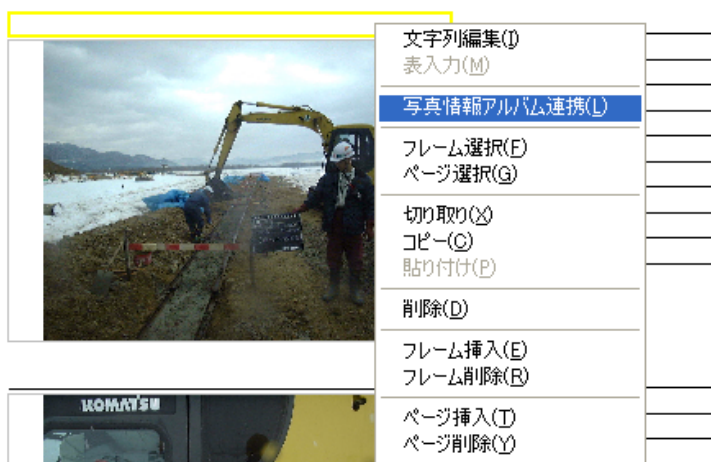 文字列編集(I)
表入力(M)
写真情報アルバム連携(L)
フレーム選択(F)
ページ選択(G)
切り取り(X)
コピー(C)
貼り付け(P)
削除(D)
フレーム挿入(E)
フレーム削除(R)
KOMATSU
ページ挿入(T)
ページ削除(Y)